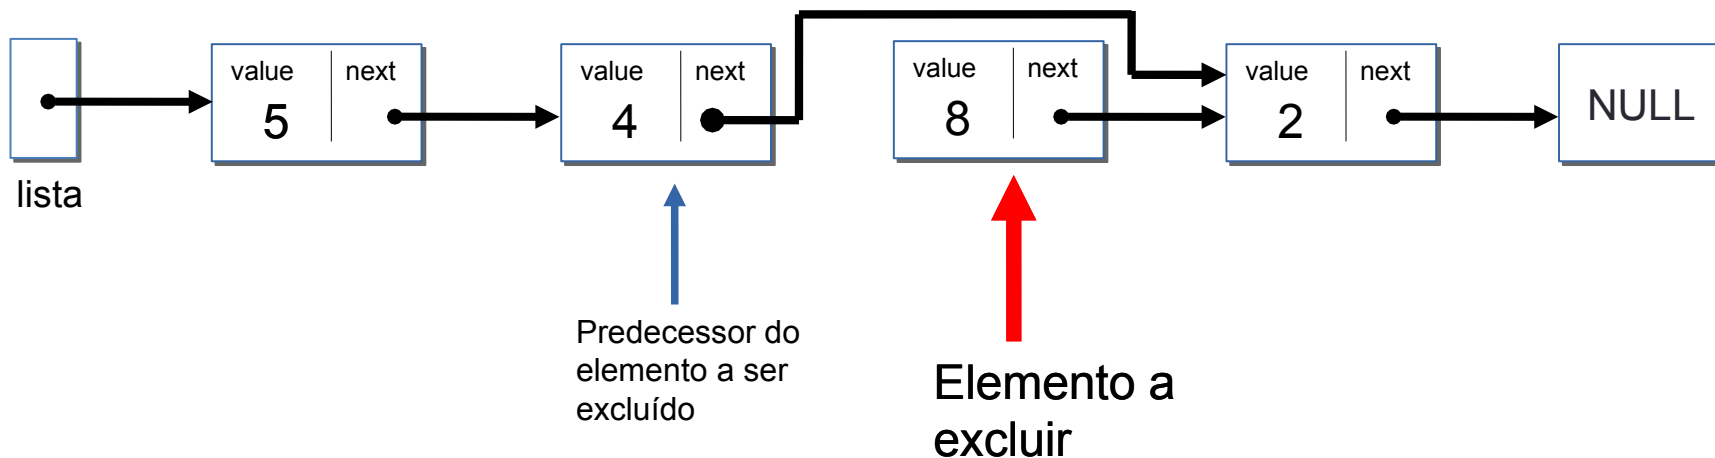 value next
5
value next
4
value next
8
value next
2
NULL
lista
Predecessor do
elemento a ser
excluído
Elemento a
excluir